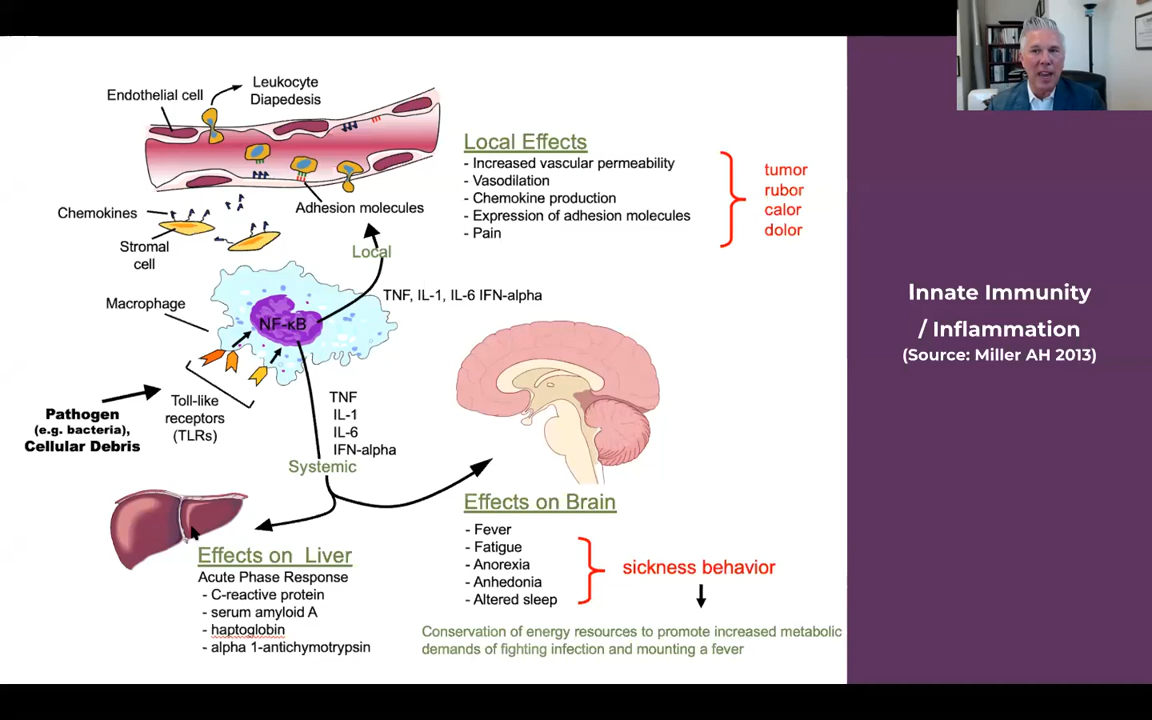 Endothelial cell
Leukocyte
Diapedesis
Chemokines
Stromal
cell
Adhesion molecules
Local
Local Effects
- Increased vascular permeability
- Vasodilation
- Chemokine production
- Expression of adhesion molecules
- Pain
tumor
rubor
calor
dolor
Macrophage
NF-κB
TNF, IL-1, IL-6 IFN-alpha
Toll-like
receptors
(TLRs)
Pathogen
(e.g. bacteria),
Cellular Debris
TNF
IL-1
IL-6
IFN-alpha
Systemic
Effects on Liver
Acute Phase Response
- C-reactive protein
- serum amyloid A
- haptoglobin
- alpha 1-antichymotrypsin
Effects on Brain
- Fever
- Fatigue
- Anorexia
- Anhedonia
- Altered sleep
sickness behavior
Conservation of energy resources to promote increased metabolic
demands of fighting infection and mounting a fever
Innate Immunity
/ Inflammation
(Source: Miller AH 2013)